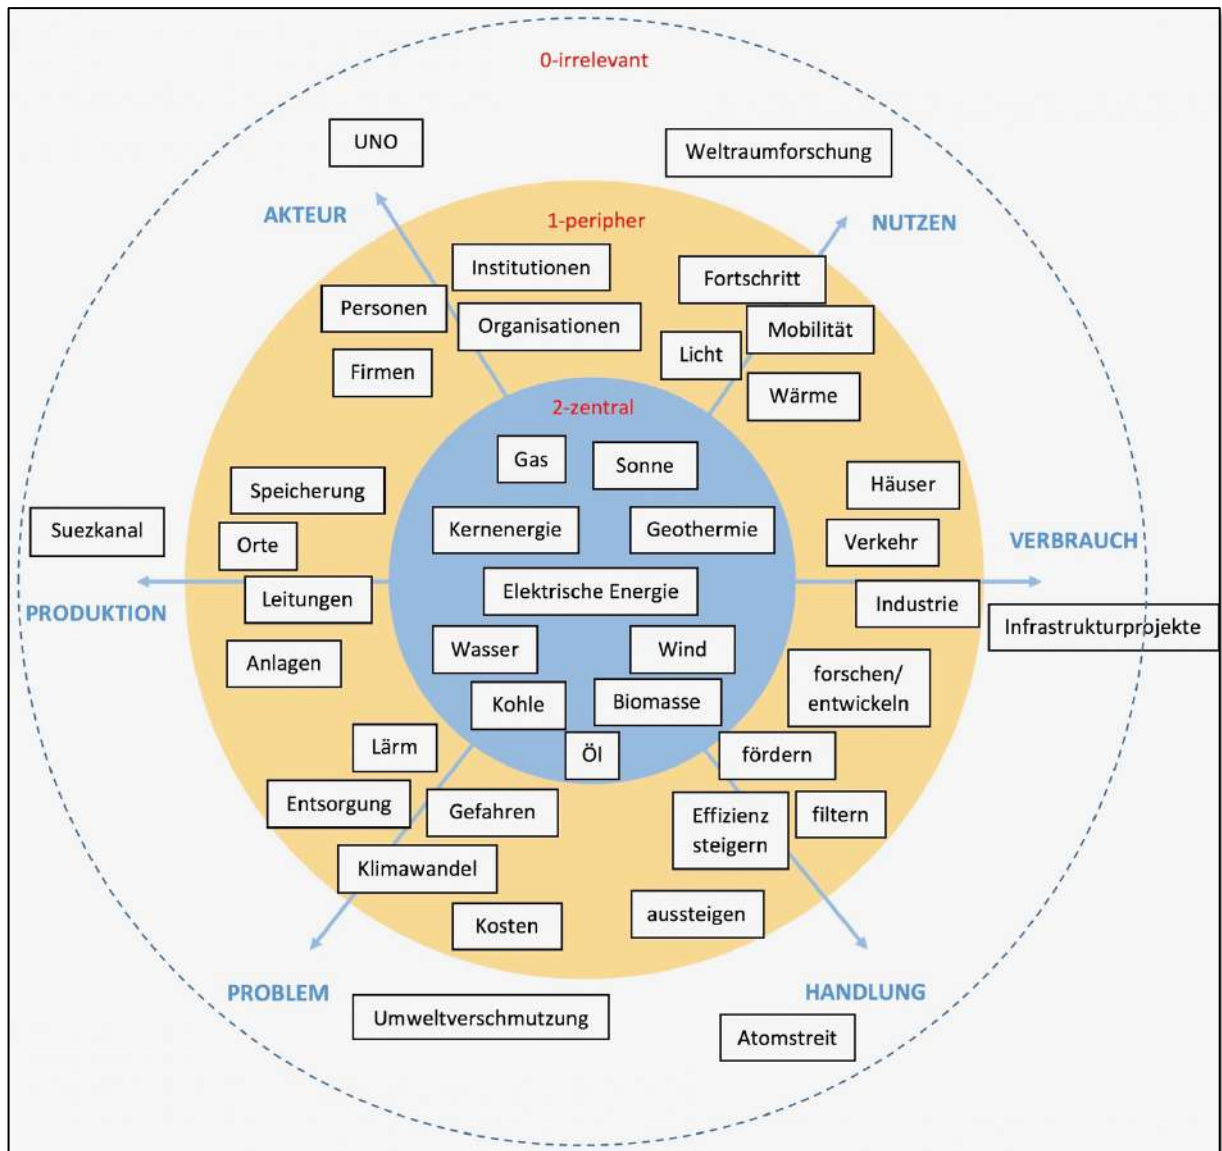 0-irrelevant
UNO
Weltraumforschung
AKTEUR
1-peripher
NUTZEN
Institutionen
Fortschritt
Personen
Organisationen
Mobilität
Licht
Firmen
Wärme
2-zentral
Gas
Sonne
Speicherung
Häuser
Suezkanal
Orte
Kernenergie
Geothermie
Verkehr
VERBRAUCH
Leitungen
Elektrische Energie
Industrie
PRODUKTION
Infrastrukturprojekte
Anlagen
Wasser
Wind
forschen/
entwickeln
Kohle
Biomasse
Lärm
Öl
fördern
Entsorgung
Gefahren
Effizienz
steigern
filtern
Klimawandel
Kosten
aussteigen
PROBLEM
HANDLUNG
Umweltverschmutzung
Atomstreit